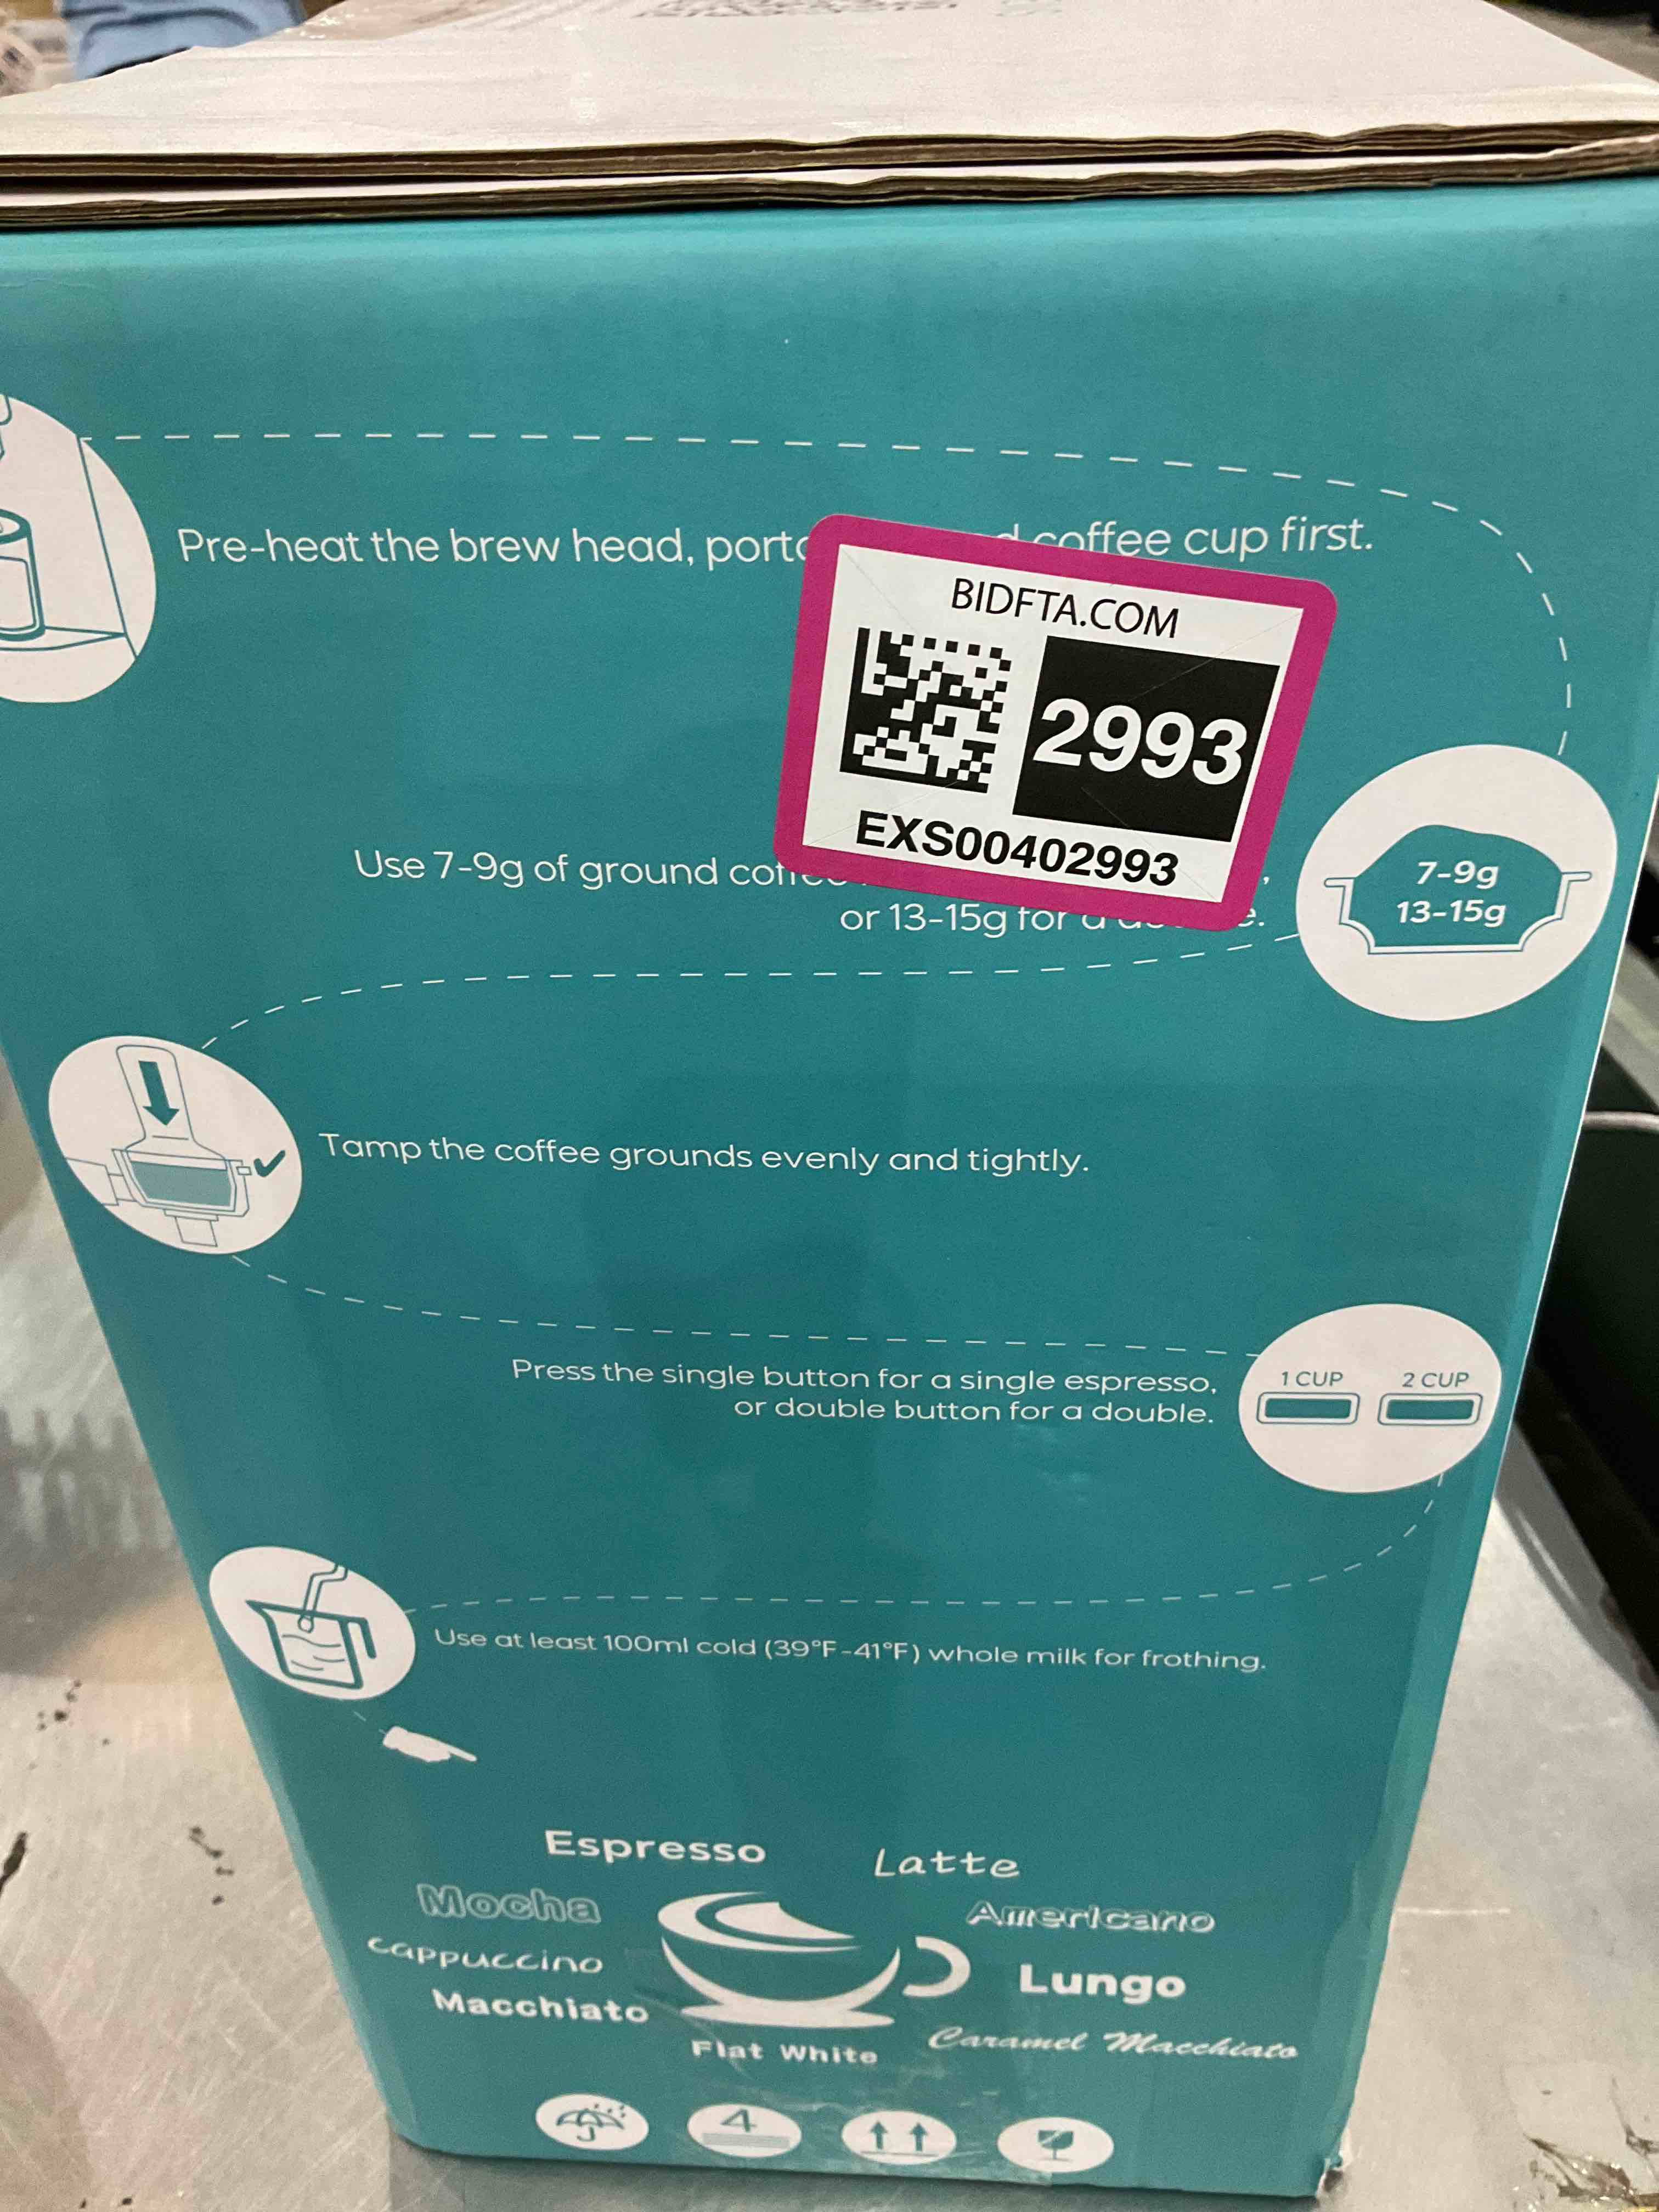 Pre-heat the brew head, coffee cup first.
BIDFTA.COM
2993
EXS00402993
Use 7-9g of ground
or 13-15g for a
7-9g
13-15g
Tamp the coffee grounds evenly and tightly.
Press the single button for a single espresso,
or double button for a double.
1 CUP 2 CUP
Use at least 100ml cold (39°F-41°F) whole milk for frothing.
Espresso Latte
Mocha Americano
Cappuccino Lungo
Macchiato
Flat White Caramel Macchiato
4